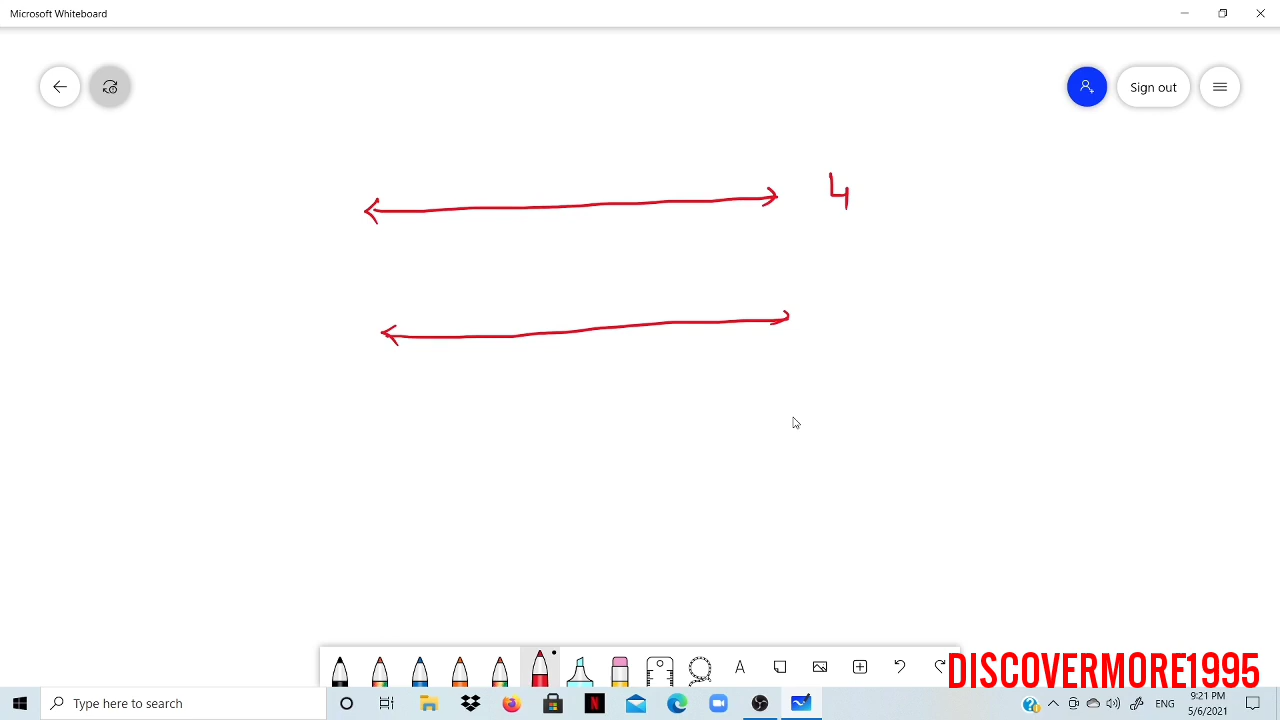 Microsoft Whiteboard
Sign out
4
A
DISCOVERMORE1995
Type here to search
N
ENG
9:21 PM
5/6/2021